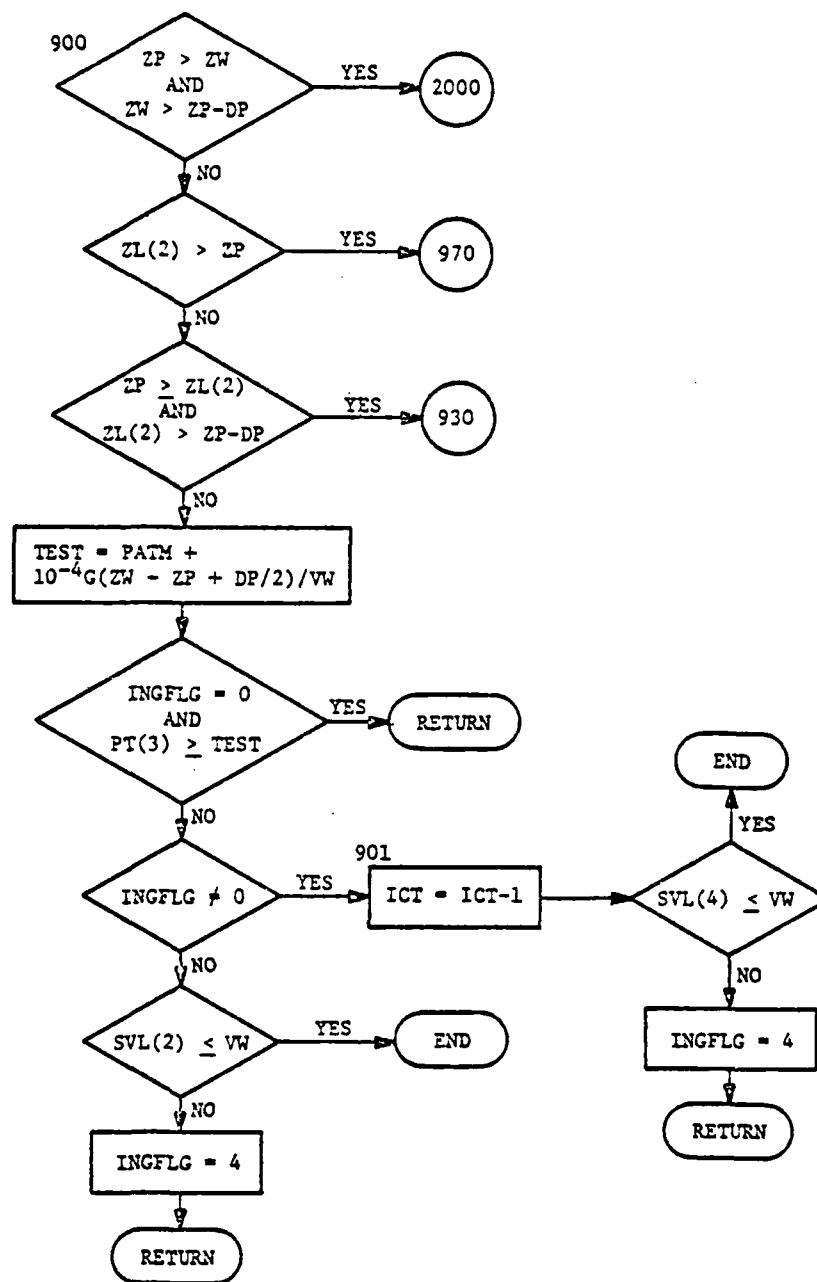 900
ZP > ZW
AND
ZW > ZP-DP
YES
2000
NO
ZL(2) > ZP
YES
970
NO
ZP ≥ ZL(2)
AND
ZL(2) > ZP-DP
YES
930
NO
TEST = PATM +
10⁻⁴G(ZW - ZP + DP/2)/VW
INGFLG = 0
AND
PT(3) ≥ TEST
YES
RETURN
NO
INGFLG ≠ 0
YES
901
ICT = ICT-1
SVL(4) ≤ VW
YES
END
NO
INGFLG = 4
RETURN
NO
SVL(2) ≤ VW
YES
END
NO
INGFLG = 4
RETURN